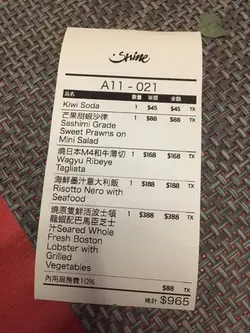 Shine
A11 - 021
品名 數量 單價 金額
Kiwi Soda 1 $45 $45 TX
芒果甜蝦沙律 1 $88 $88 TX
Sashimi Grade
Sweet Prawns on
Mini Salad
燒日本M4和牛薄切 1 $168 $168 TX
Wagyu Ribeye
Tagliata
海鮮墨汁意大利飯 1 $188 $188 TX
Risotto Nero with
Seafood
燒原隻鮮活波士頓 1 $388 $388 TX
龍蝦配巴馬臣芝士
汁Seared Whole
Fresh Boston
Lobster with
Grilled
Vegetables
內用服務費10% $88 TX
總計 $965